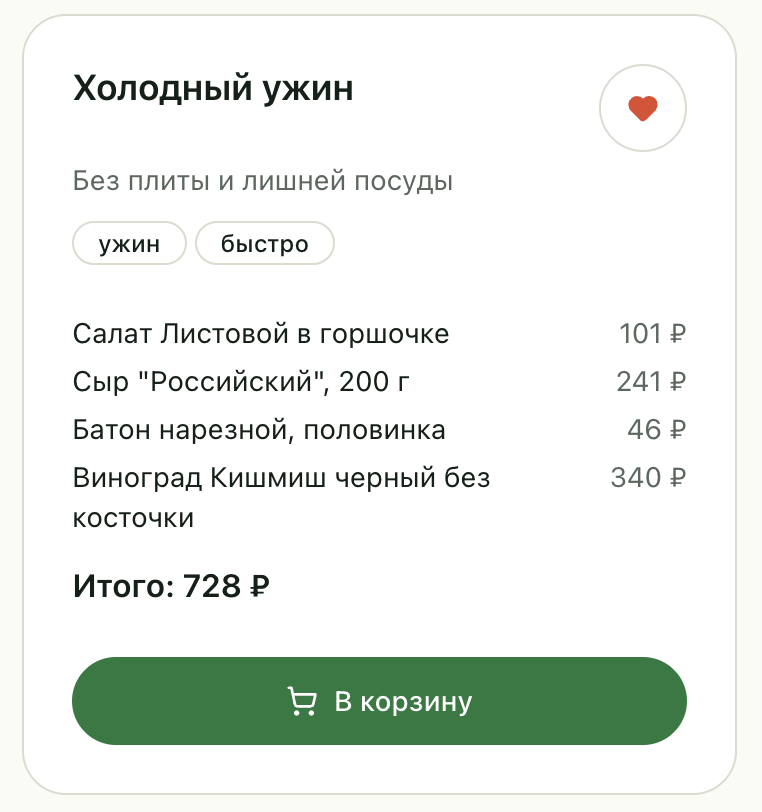 Холодный ужин
Без плиты и лишней посуды
ужин быстро
Салат Листовой в горшочке 101 ₽
Сыр "Российский", 200 г 241 ₽
Батон нарезной, половинка 46 ₽
Виноград Кишмиш черный без 340 ₽
косточки
Итого: 728 ₽
В корзину